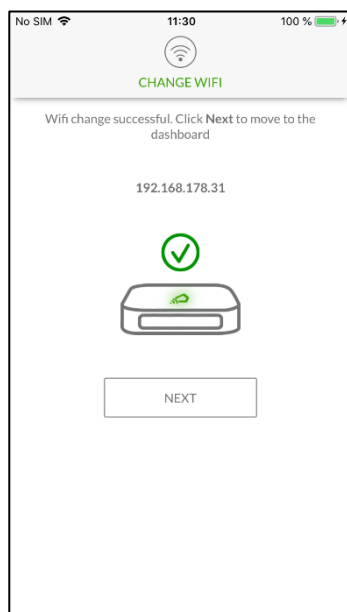 No SIM 11:30 100 %
CHANGE WIFI
Wifi change successful. Click Next to move to the
dashboard
192.168.178.31
NEXT